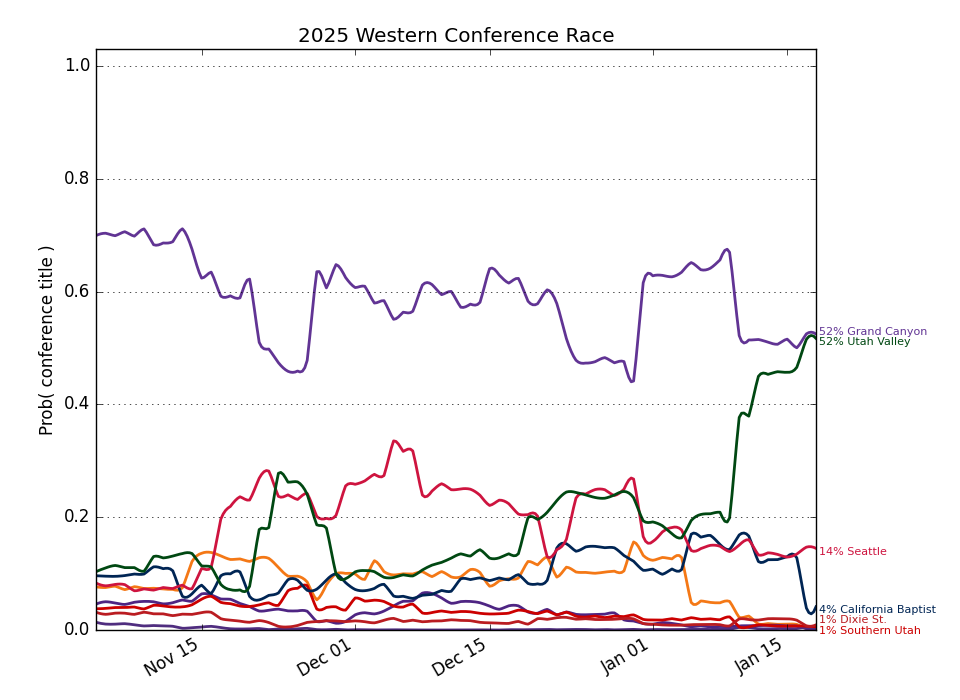 2025 Western Conference Race
Prob( conference title )
1.0
0.8
0.6
0.4
0.2
0.0
Nov 15
Dec 01
Dec 15
Jan 01
Jan 15
52% Grand Canyon
52% Utah Valley
14% Seattle
4% California Baptist
1% Dixie St.
1% Southern Utah